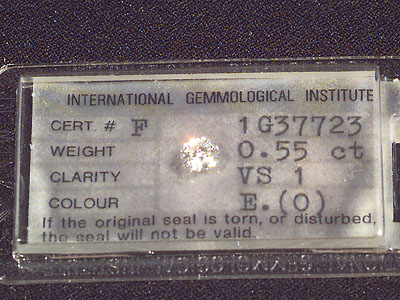 INTERNATIONAL GEMMOLOGICAL INSTITUTE
CERT. # F 1G37723
WEIGHT 0.55 ct
CLARITY VS 1
COLOUR E.(O)
If the original seal is torn, or disturbed,
the seal will not be valid.